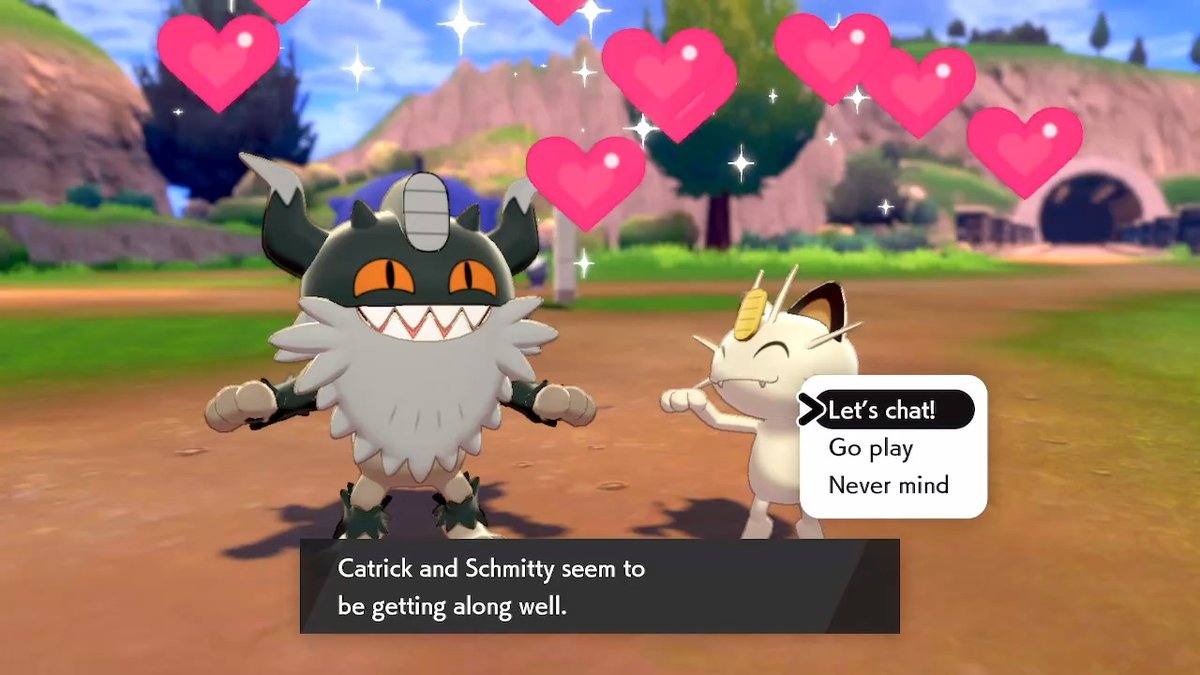 Let's chat!
Go play
Never mind
Catrick and Schmitty seem to
be getting along well.